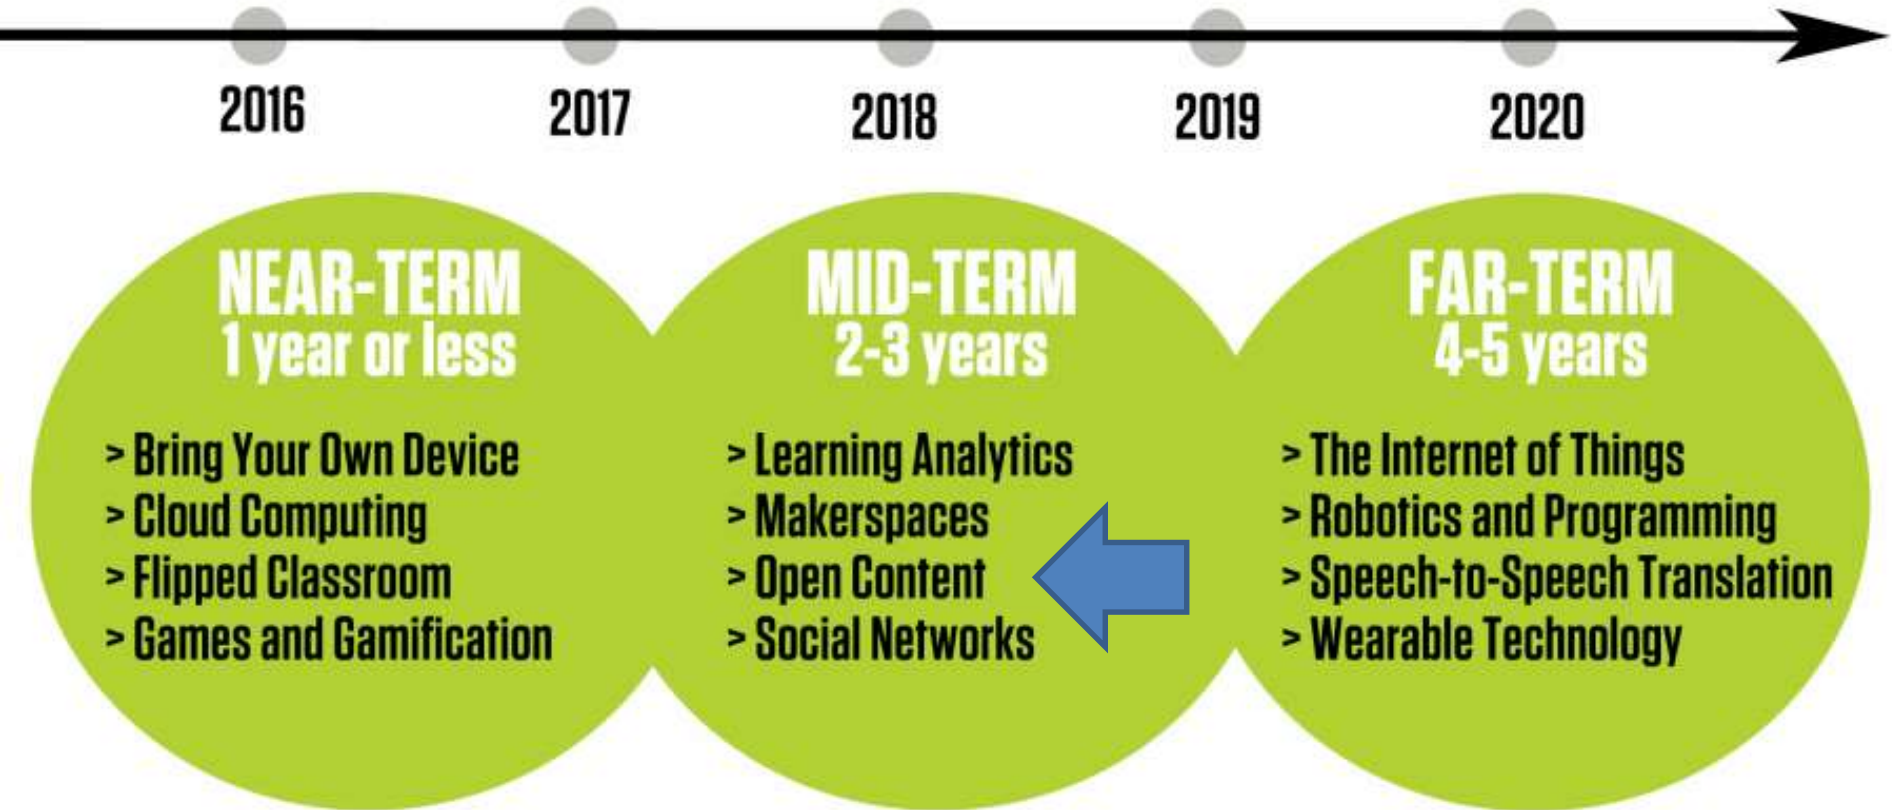 2016
2017
2018
2019
2020
NEAR-TERM
1 year or less
> Bring Your Own Device
> Cloud Computing
> Flipped Classroom
> Games and Gamification
MID-TERM
2-3 years
> Learning Analytics
> Makerspaces
> Open Content
> Social Networks
FAR-TERM
4-5 years
> The Internet of Things
> Robotics and Programming
> Speech-to-Speech Translation
> Wearable Technology